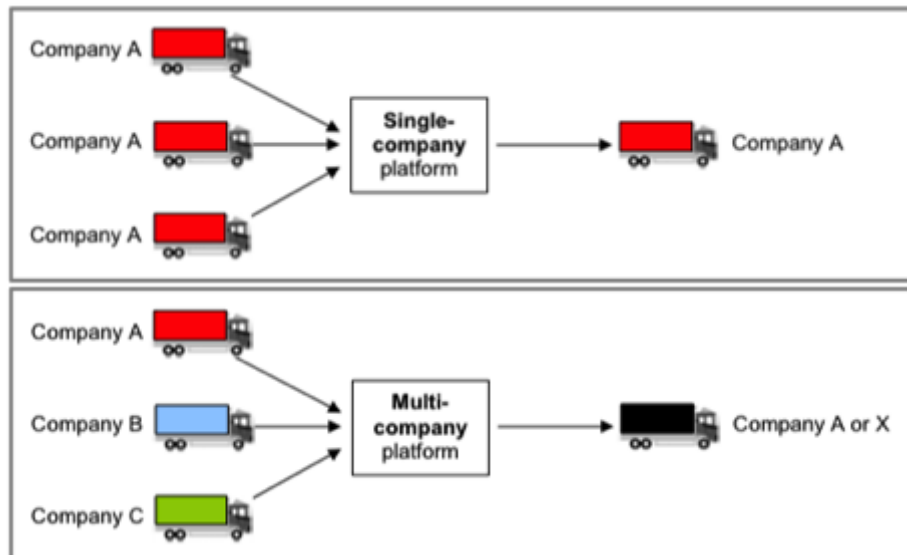 Company A
Company A
Company A
Single-
company
platform
Company A
Company A
Company B
Company C
Multi-
company
platform
Company A or X